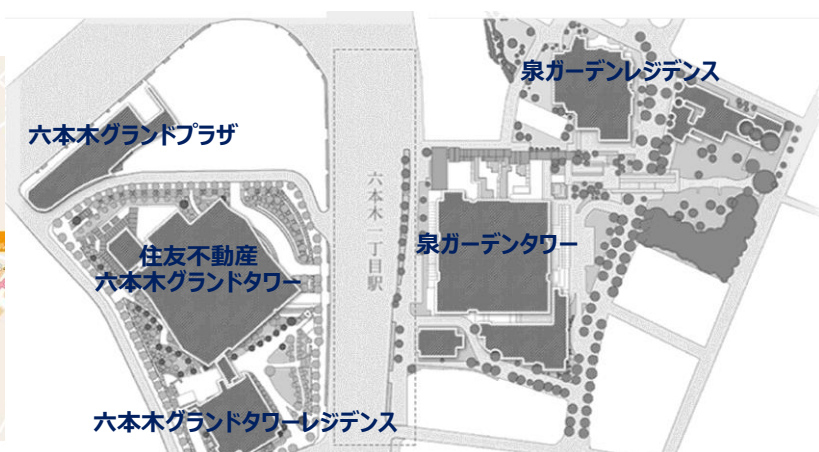 泉ガーデンレジデンス
六本木グランドプラザ
六本木一丁目駅
住友不動産
六本木グランドタワー
泉ガーデンタワー
六本木グランドタワーレジデンス